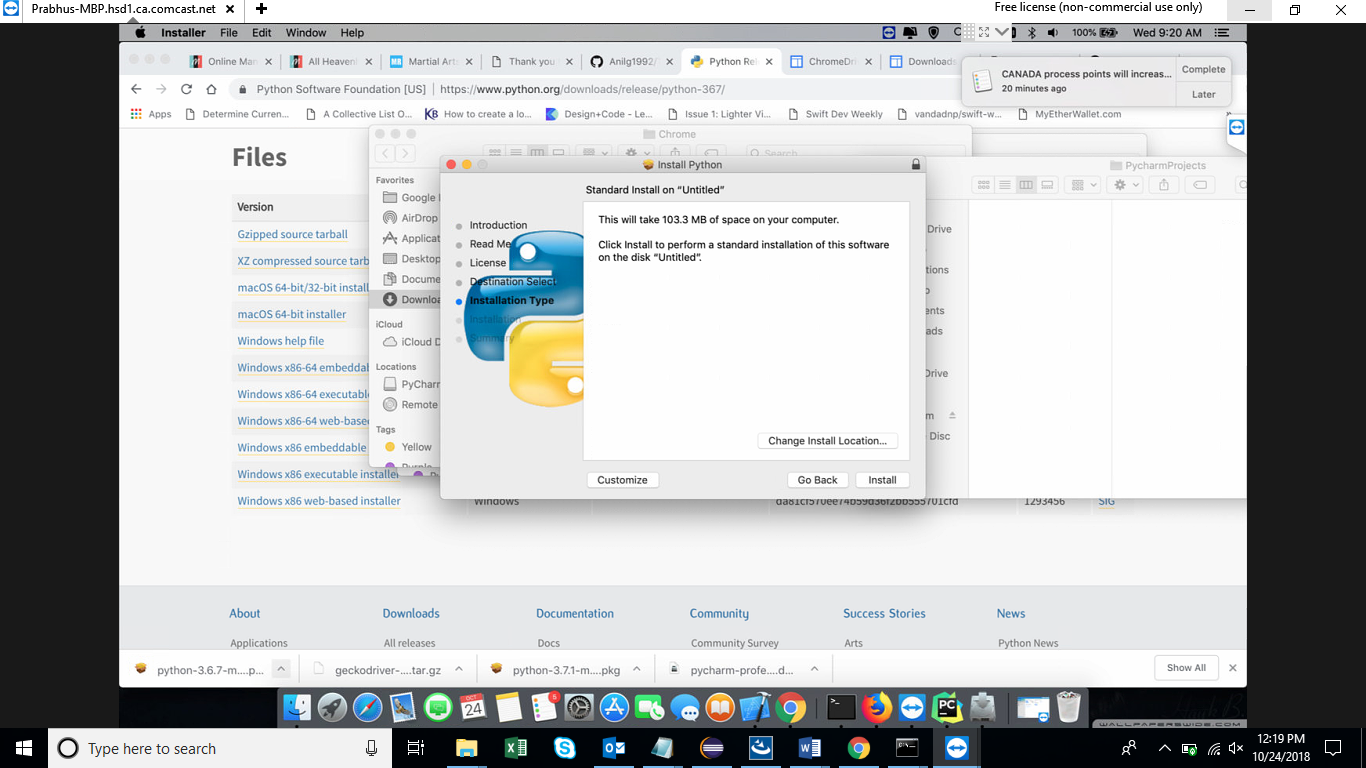 Prabhus-MBP.hsd1.ca.comcast.net
Free license (non-commercial use only)
Installer File Edit Window Help
100% Wed 9:20 AM
Online Man
All Heavenl
Martial Arts
Thank you
Anilg1992/
Python Rel
ChromeDri
Downloads
Python Software Foundation [US] | https://www.python.org/downloads/release/python-367/
CANADA process points will increas...
20 minutes ago
Complete
Later
Apps
Determine Curren...
A Collective List O...
How to create a lo...
Design+Code - Le...
Issue 1: Lighter Vi...
Swift Dev Weekly
vandadnp/swift-w...
MyEtherWallet.com
Files
Version
Gzipped source tarball
XZ compressed source tarb
macOS 64-bit/32-bit install
macOS 64-bit installer
Windows help file
Windows x86-64 embeddab
Windows x86-64 executable
Windows x86-64 web-base
Windows x86 embeddable
Windows x86 executable installer
Windows x86 web-based installer
Windows
da81cf570ee74b59d36f2bb555701cfd
1293456
SIG
Chrome
Search
Favorites
Google
AirDrop
Applicat
Desktop
Docume
Downloa
iCloud
iCloud D
Locations
PyCharm
Remote
Tags
Yellow
Purple
PycharmProjects
Drive
tions
ents
ads
Drive
m
Disc
Install Python
Standard Install on “Untitled”
Introduction
Read Me
License
Destination Select
Installation Type
Installation
Summary
This will take 103.3 MB of space on your computer.
Click Install to perform a standard installation of this software
on the disk “Untitled”.
Change Install Location...
Customize
Go Back
Install
About
Downloads
Documentation
Community
Success Stories
News
Applications
All releases
Docs
Community Survey
Arts
Python News
python-3.6.7-m....p...
geckodriver-....tar.gz
python-3.7.1-m....pkg
pycharm-profe....d...
Show All
OCT
24
WALLPAPERSWIDE.COM
Type here to search
12:19 PM
10/24/2018